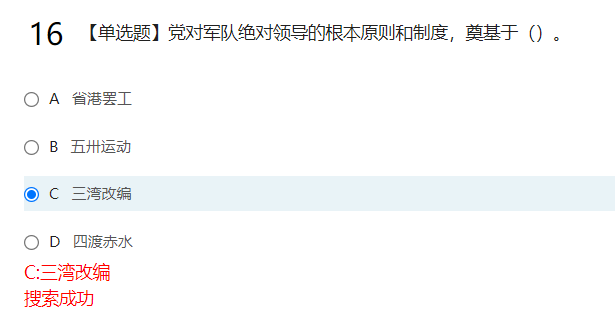 16 【单选题】党对军队绝对领导的根本原则和制度，奠基于（）。
A 省港罢工
B 五卅运动
C 三湾改编
D 四渡赤水
C:三湾改编
搜索成功